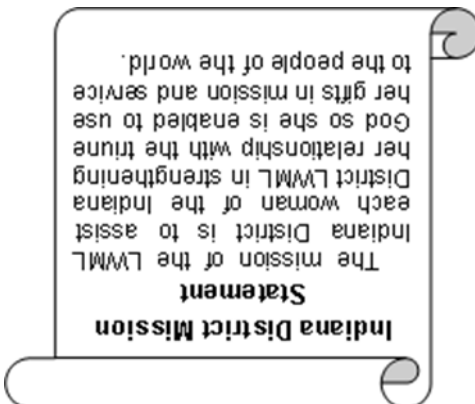 Indiana District Mission
Statement
The mission of the LWML
Indiana District is to assist
each woman of the Indiana
District LWML in strengthening
her relationship with the triune
God so she is enabled to use
her gifts in mission and service
to the people of the world.